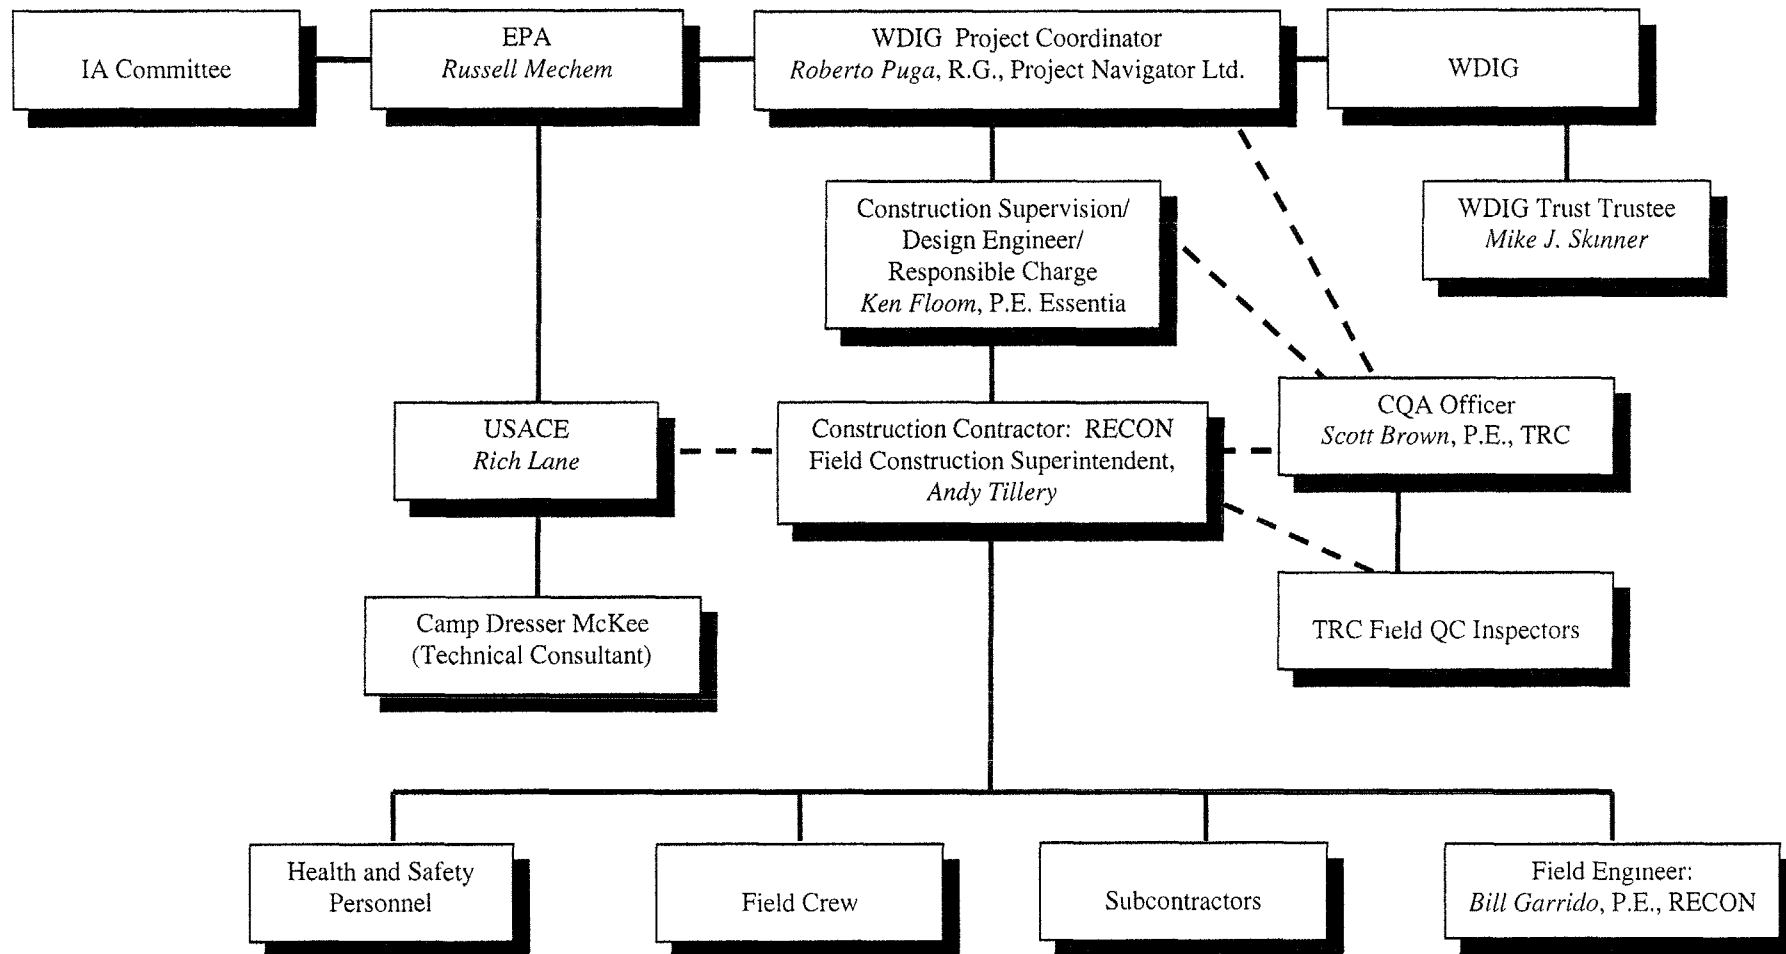 IA Committee
EPA
Russell Mechem
WDIG Project Coordinator
Roberto Puga, R.G., Project Navigator Ltd.
WDIG
Construction Supervision/
Design Engineer/
Responsible Charge
Ken Floom, P.E. Essentia
WDIG Trust Trustee
Mike J. Skinner
USACE
Rich Lane
Construction Contractor: RECON
Field Construction Superintendent,
Andy Tillery
CQA Officer
Scott Brown, P.E., TRC
Camp Dresser McKee
(Technical Consultant)
TRC Field QC Inspectors
Health and Safety
Personnel
Field Crew
Subcontractors
Field Engineer:
Bill Garrido, P.E., RECON